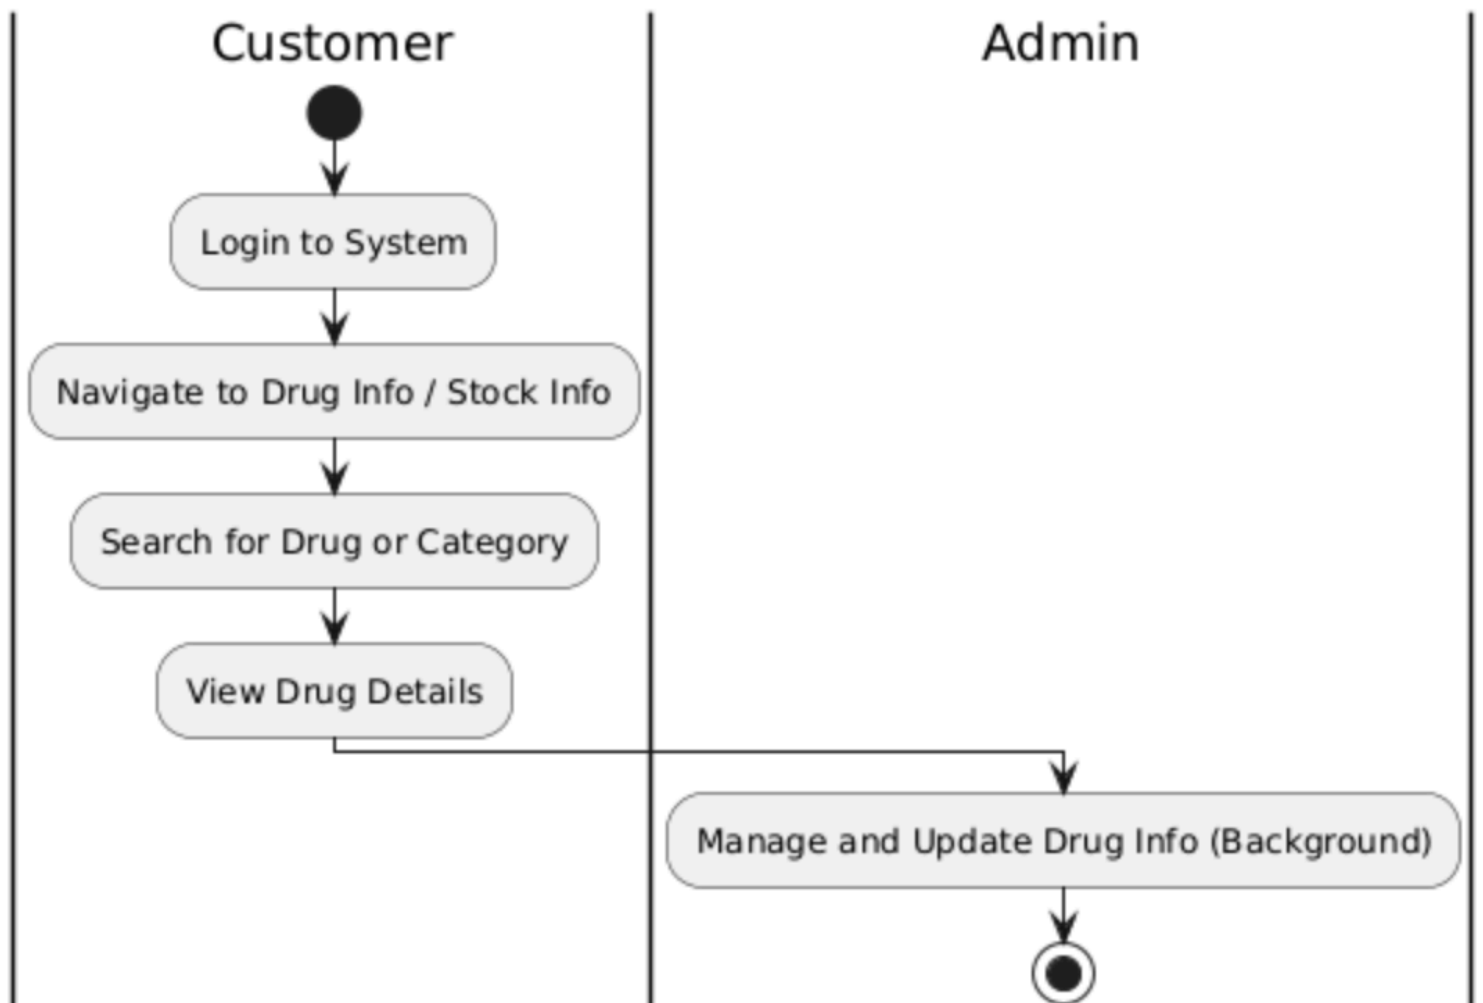 Customer
Admin
Login to System
Navigate to Drug Info / Stock Info
Search for Drug or Category
View Drug Details
Manage and Update Drug Info (Background)